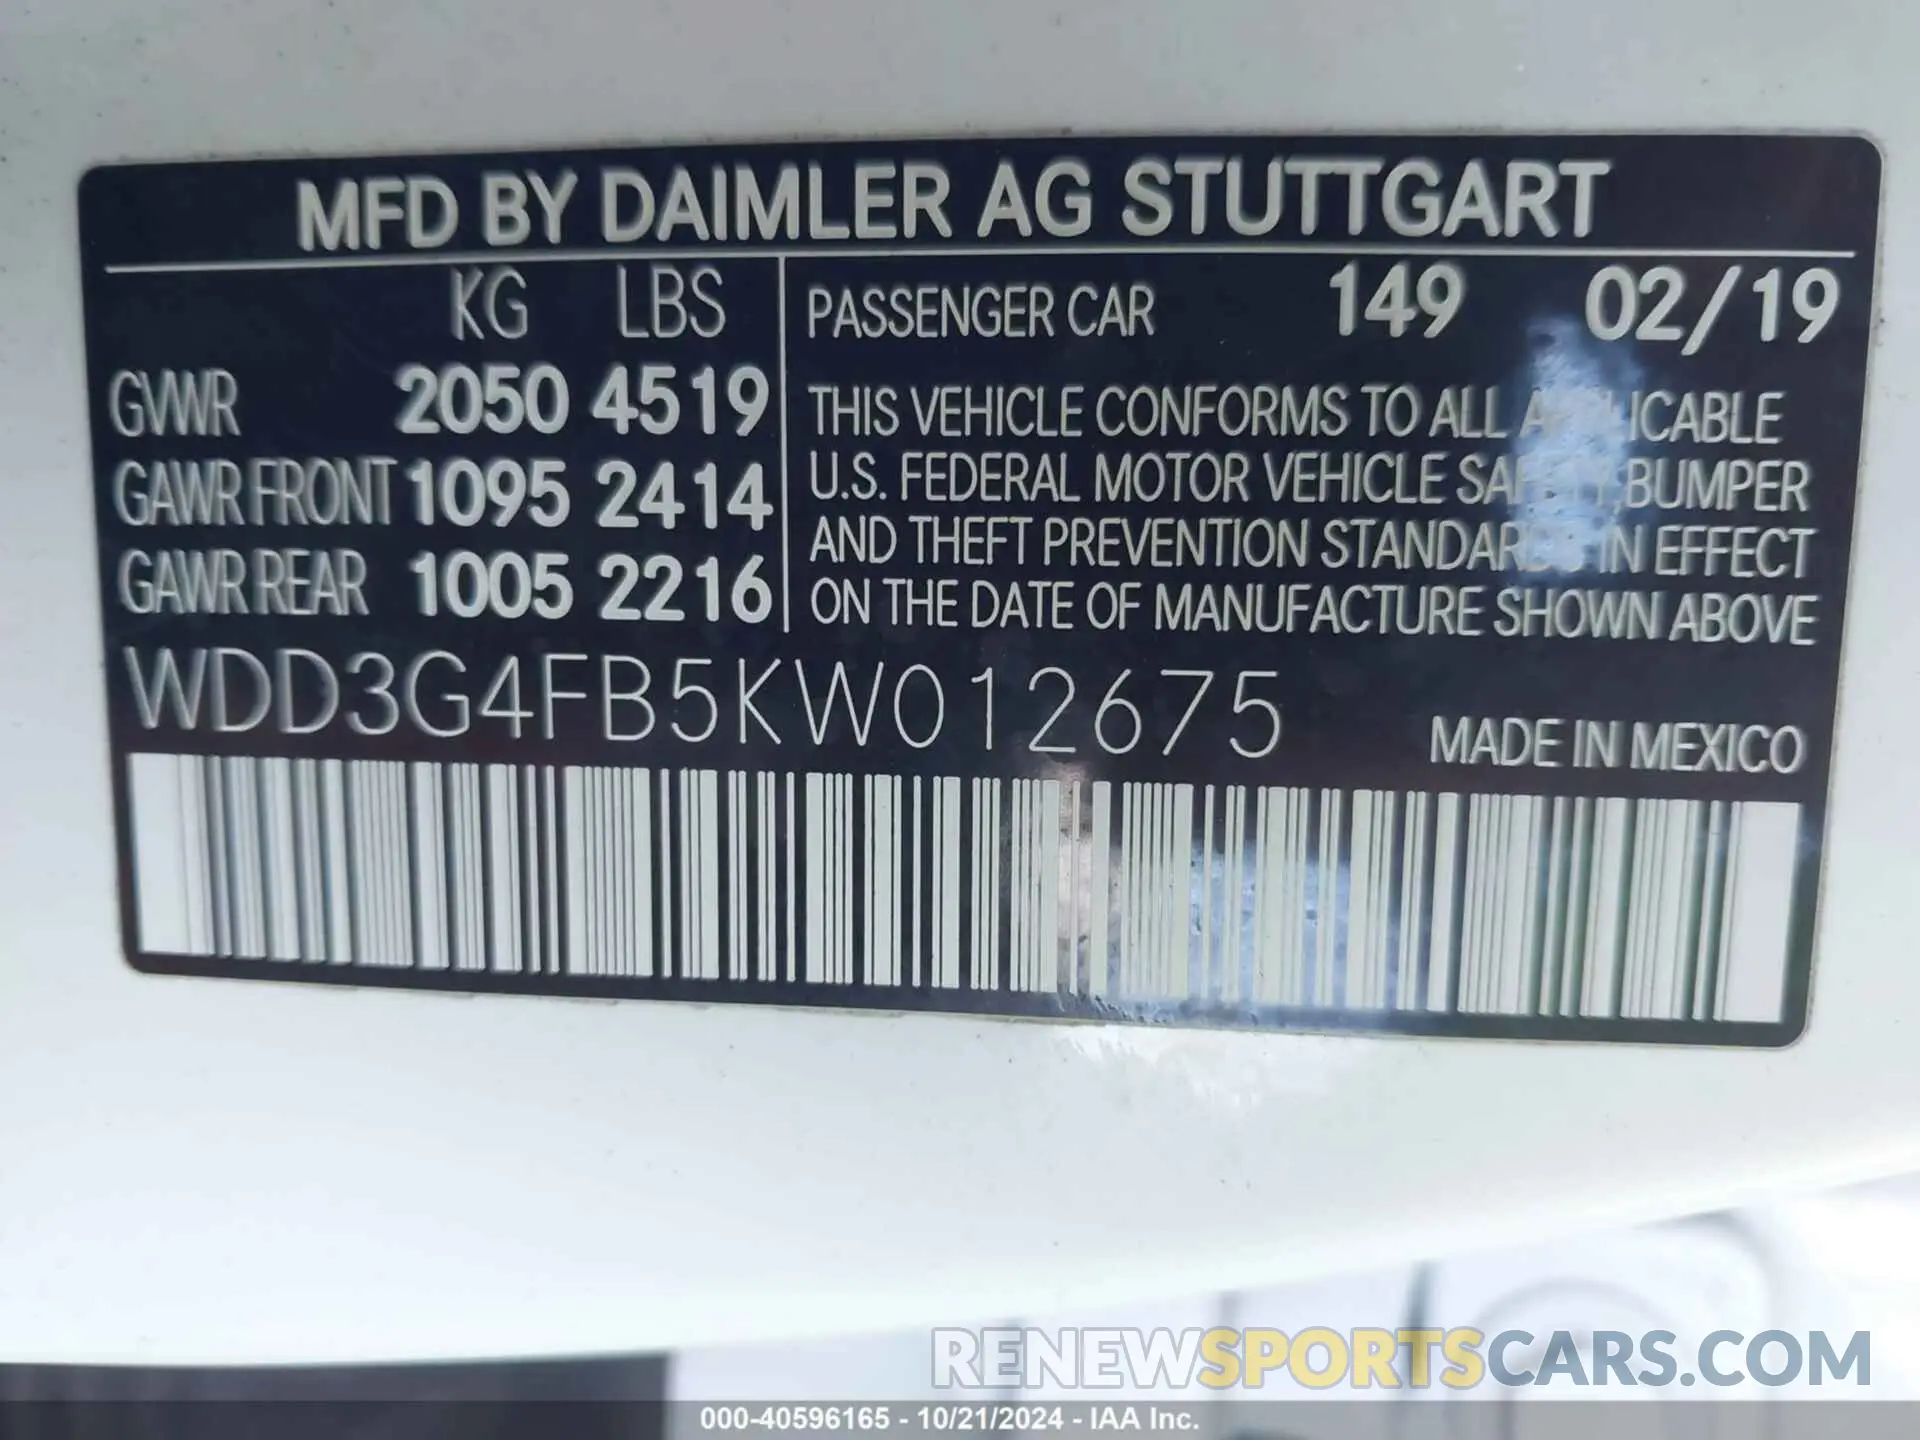 MFD BY DAIMLER AG STUTTGART
KG LBS
GVWR 2050 4519
GAWR FRONT 1095 2414
GAWR REAR 1005 2216
PASSENGER CAR 149 02/19
THIS VEHICLE CONFORMS TO ALL APPLICABLE
U.S. FEDERAL MOTOR VEHICLE SAFETY, BUMPER
AND THEFT PREVENTION STANDARDS IN EFFECT
ON THE DATE OF MANUFACTURE SHOWN ABOVE
WDD3G4FB5KW012675
MADE IN MEXICO
RENEWSPORTSCARS.COM
000-40596165 - 10/21/2024 - IAA Inc.